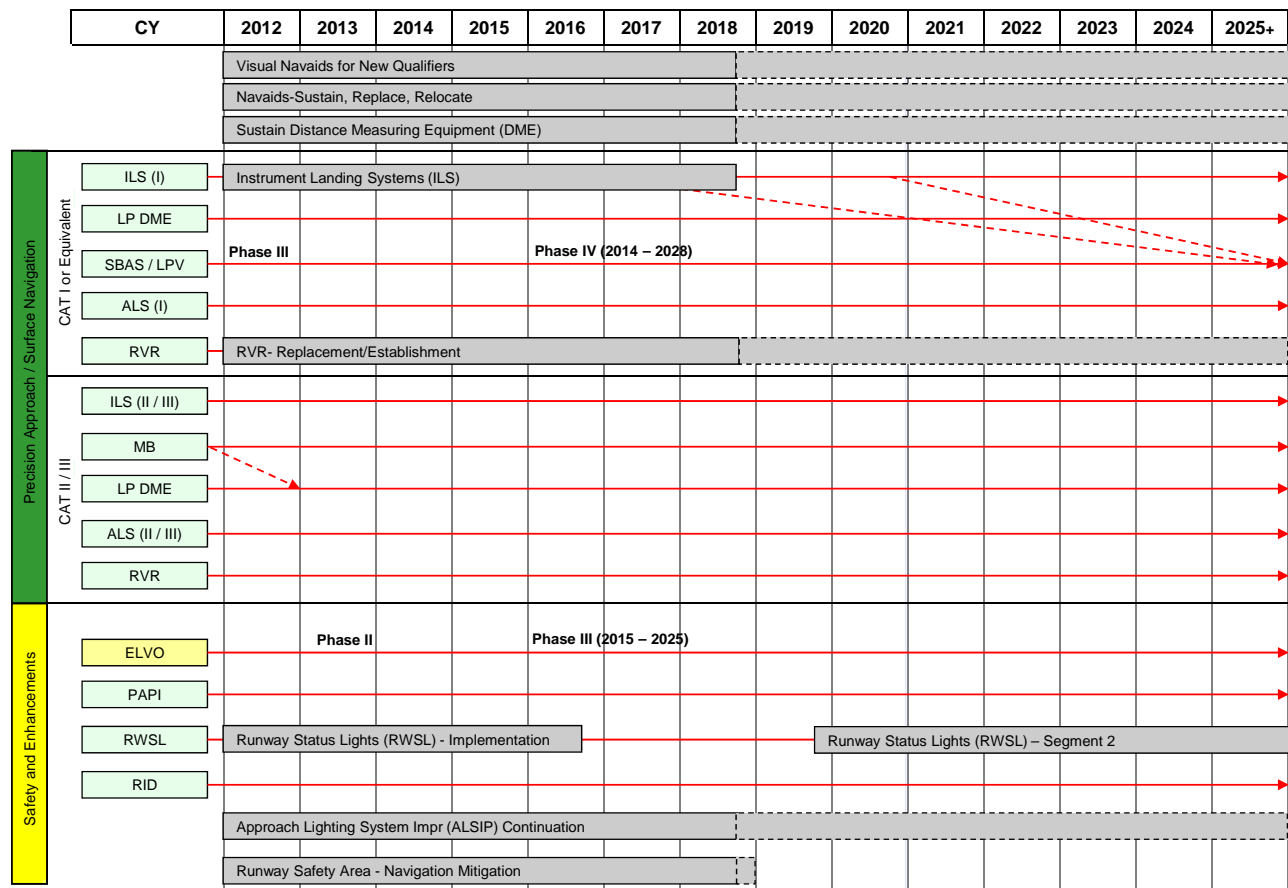 CY 2012 2013 2014 2015 2016 2017 2018 2019 2020 2021 2022 2023 2024 2025+
Visual Navaids for New Qualifiers
Navaids-Sustain, Replace, Relocate
Sustain Distance Measuring Equipment (DME)
Precision Approach / Surface Navigation
CAT I or Equivalent
ILS (I) Instrument Landing Systems (ILS)
LP DME
Phase III Phase IV (2014 – 2028)
SBAS / LPV
ALS (I)
RVR RVR- Replacement/Establishment
CAT II / III
ILS (II / III)
MB
LP DME
ALS (II / III)
RVR
Safety and Enhancements
Phase II Phase III (2015 – 2025)
ELVO
PAPI
RWSL Runway Status Lights (RWSL) - Implementation Runway Status Lights (RWSL) – Segment 2
RID
Approach Lighting System Impr (ALSIP) Continuation
Runway Safety Area - Navigation Mitigation